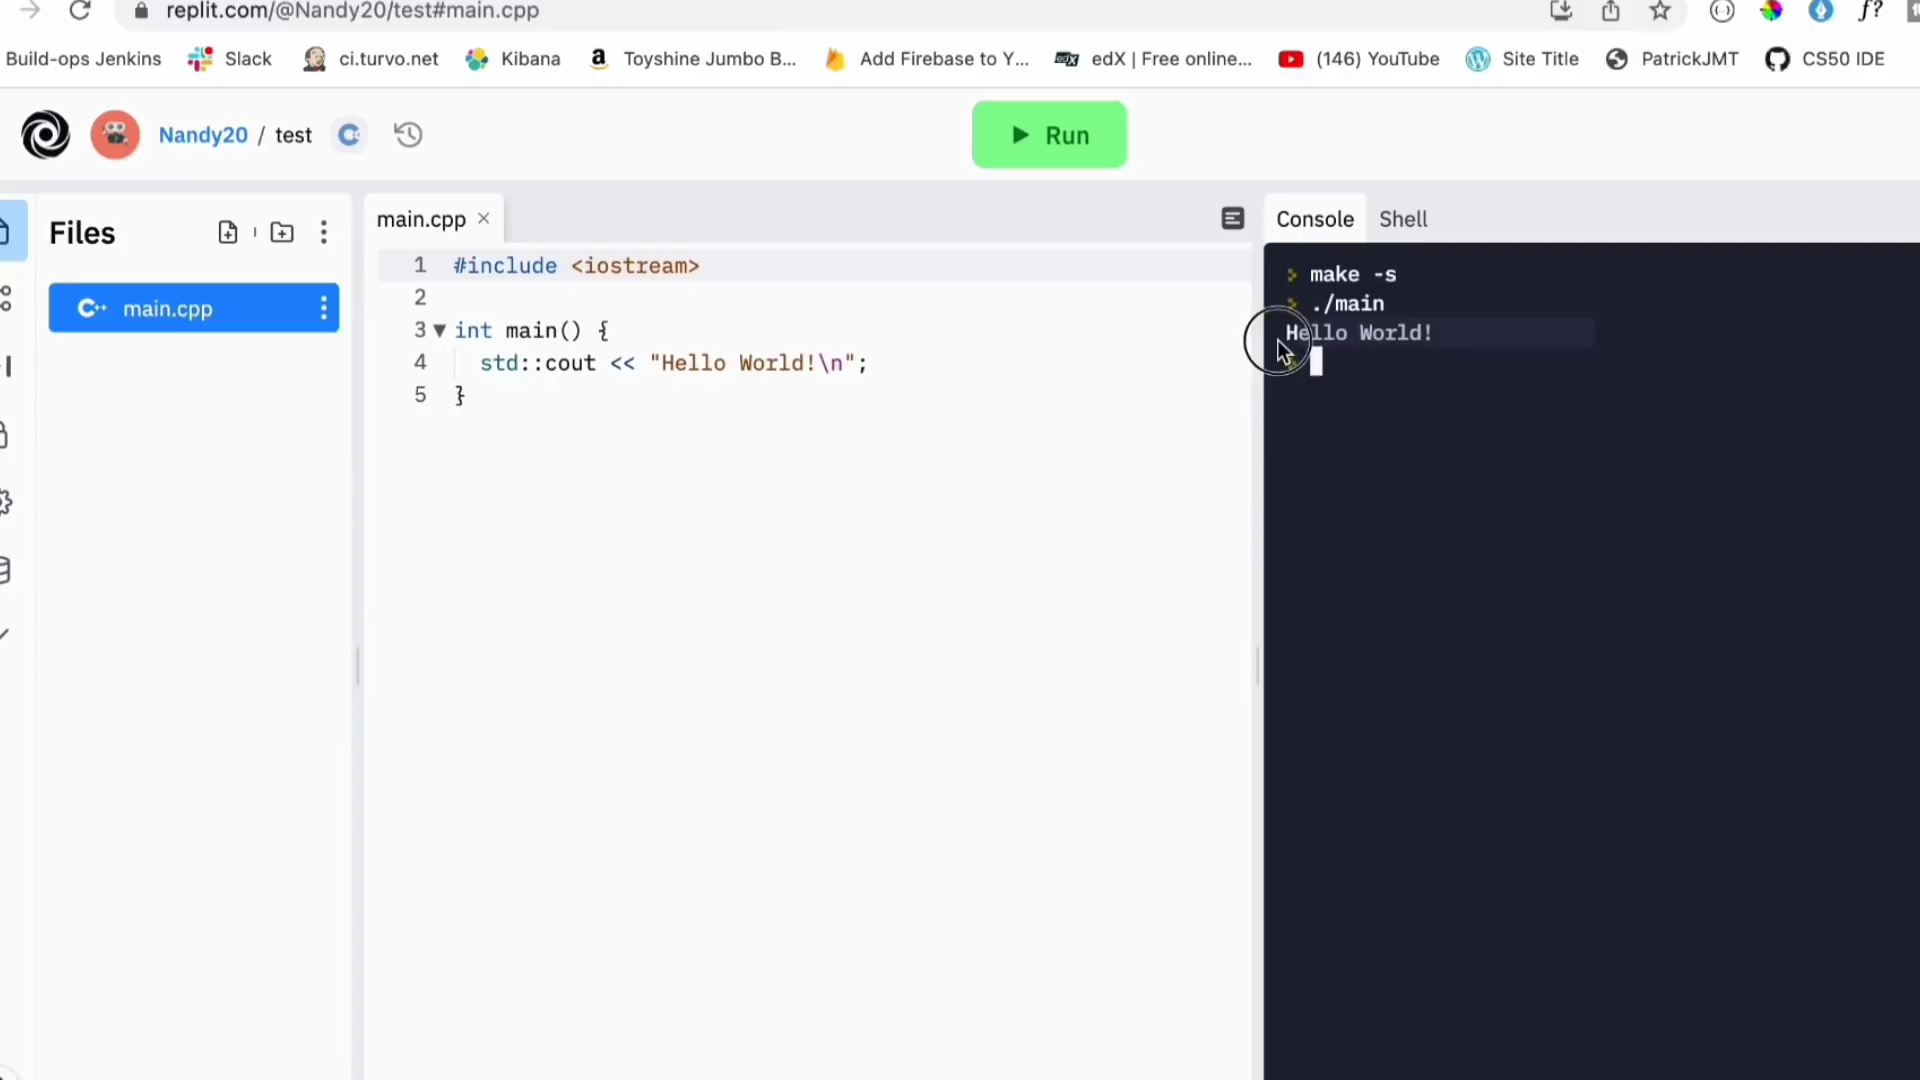 replit.com/@Nandy20/test#main.cpp
Build-ops Jenkins Slack ci.turvo.net Kibana a Toyshine Jumbo B... Add Firebase to Y... edX edX | Free online... (146) YouTube Site Title PatrickJMT CS50 IDE
Nandy20 / test
Run
Files
main.cpp
main.cpp
1 #include <iostream>
2
3 int main() {
4 std::cout << "Hello World!\n";
5 }
Console Shell
> make -s
> ./main
Hello World!
>